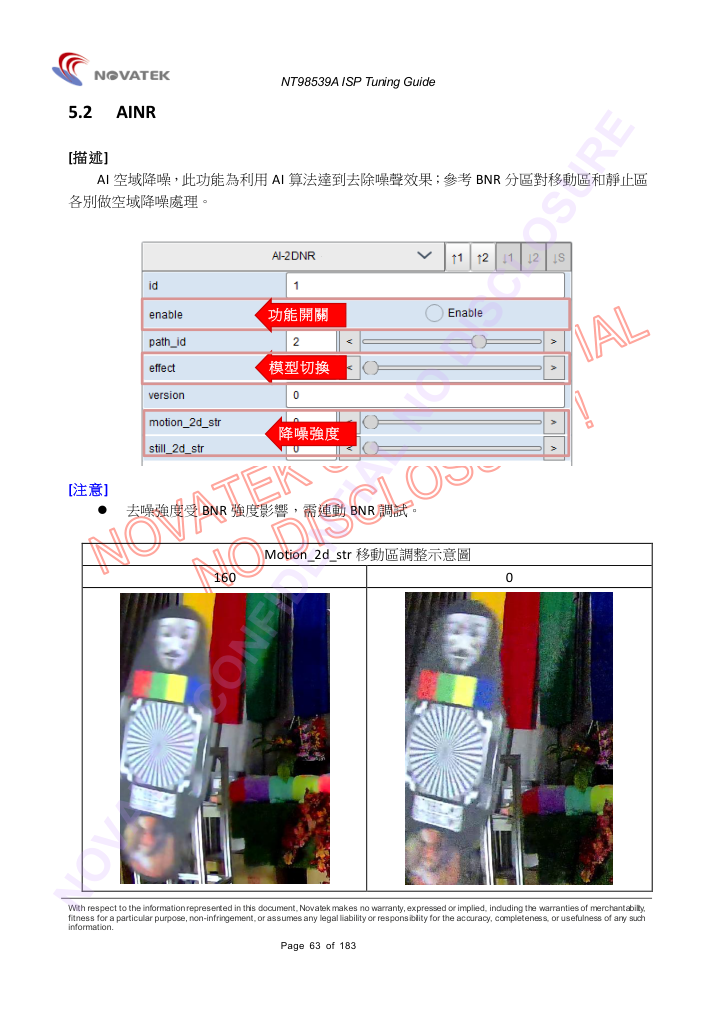 NOVATEK
NT98539A ISP Tuning Guide
5.2 AINR
[描述]
AI 空域降噪，此功能為利用 AI 算法達到去除噪聲效果；參考 BNR 分區對移動區和靜止區
各別做空域降噪處理。
AI-2DNR ↑1 ↑2 ↓1 ↓2 ↓S
id 1
enable 功能開關 Enable
path_id 2 < >
effect 模型切換 < >
version 0
motion_2d_str 0 < >
降噪強度
still_2d_str 0 < >
[注意]
● 去噪強度受 BNR 強度影響，需連動 BNR 調試。
Motion_2d_str 移動區調整示意圖
160 0
With respect to the information represented in this document, Novatek makes no warranty, expressed or implied, including the warranties of merchantability,
fitness for a particular purpose, non-infringement, or assumes any legal liability or responsibility for the accuracy, completeness, or usefulness of any such
information.
Page 63 of 183